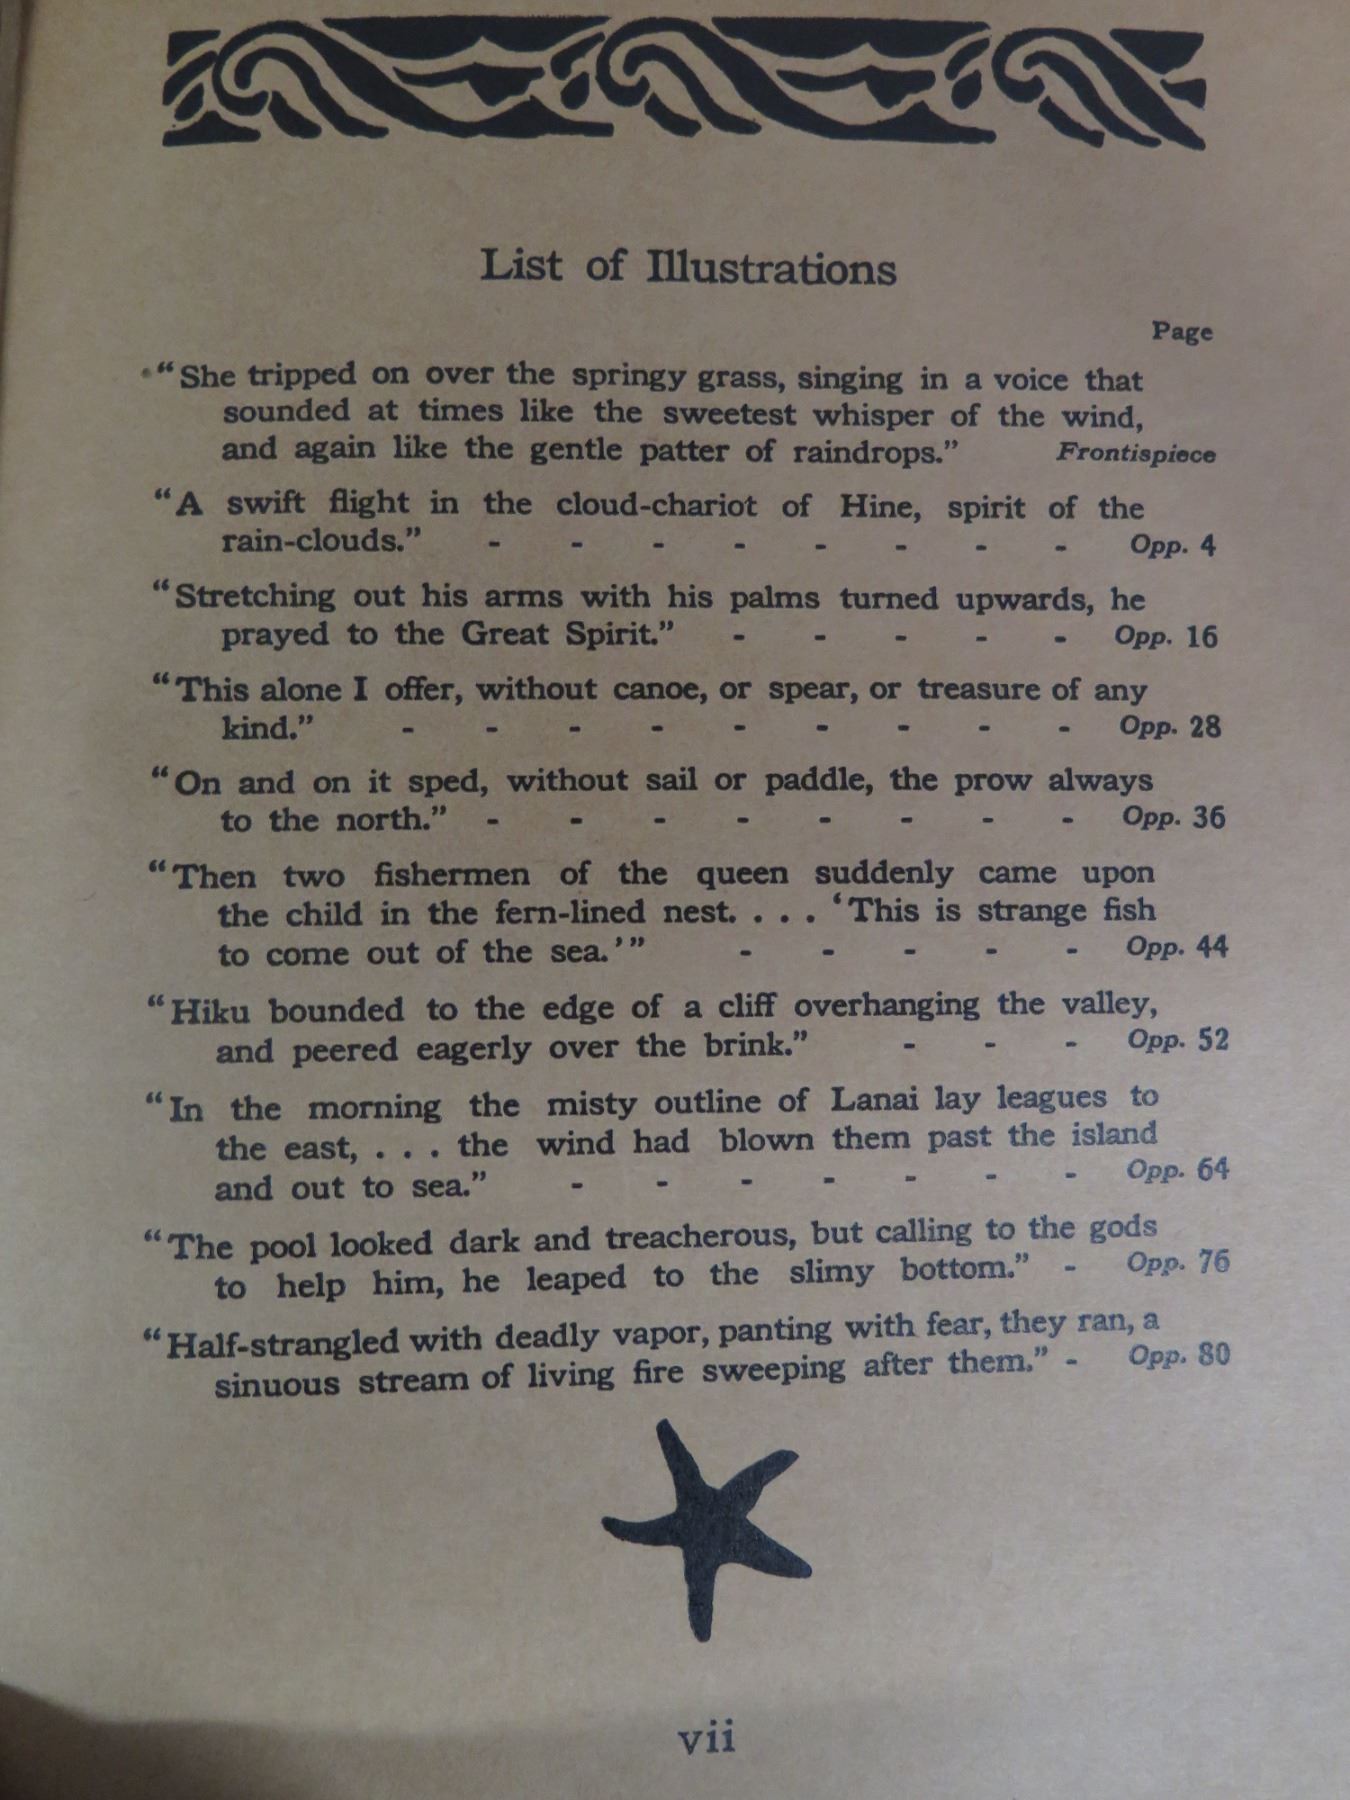 List of Illustrations
Page
“She tripped on over the springy grass, singing in a voice that
sounded at times like the sweetest whisper of the wind,
and again like the gentle patter of raindrops.” Frontispiece
“A swift flight in the cloud-chariot of Hine, spirit of the
rain-clouds.” - - - - - - - - Opp. 4
“Stretching out his arms with his palms turned upwards, he
prayed to the Great Spirit.” - - - - - Opp. 16
“This alone I offer, without canoe, or spear, or treasure of any
kind.” - - - - - - - - - Opp. 28
“On and on it sped, without sail or paddle, the prow always
to the north.” - - - - - - - - Opp. 36
“Then two fishermen of the queen suddenly came upon
the child in the fern-lined nest. . . . ‘This is strange fish
to come out of the sea.’” - - - - - Opp. 44
“Hiku bounded to the edge of a cliff overhanging the valley,
and peered eagerly over the brink.” - - - Opp. 52
“In the morning the misty outline of Lanai lay leagues to
the east, . . . the wind had blown them past the island
and out to sea.” - - - - - - - Opp. 64
“The pool looked dark and treacherous, but calling to the gods
to help him, he leaped to the slimy bottom.” - Opp. 76
“Half-strangled with deadly vapor, panting with fear, they ran, a
sinuous stream of living fire sweeping after them.” - Opp. 80
vii